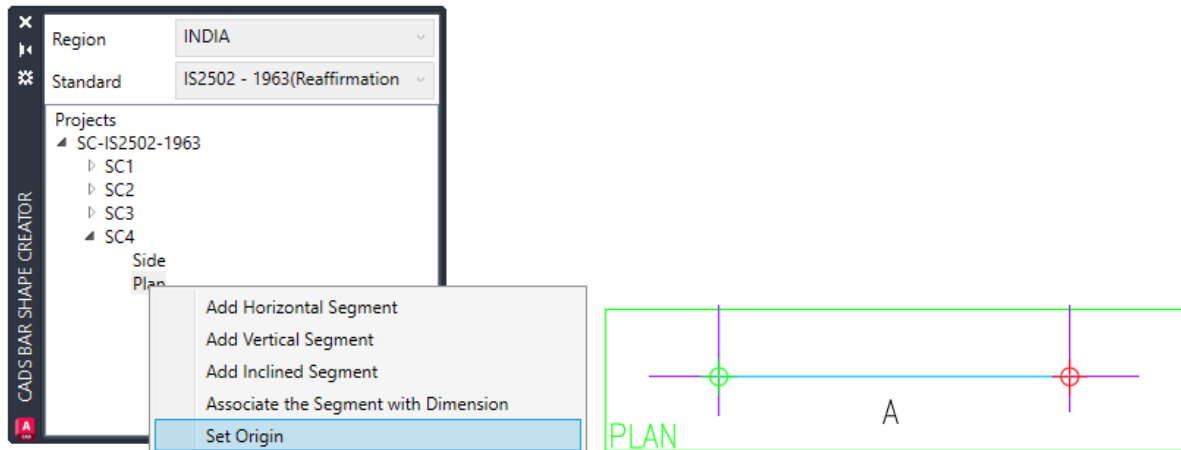 Region
INDIA
Standard
IS2502 - 1963(Reaffirmation
Projects
SC-IS2502-1963
SC1
SC2
SC3
SC4
Side
Plan
Add Horizontal Segment
Add Vertical Segment
Add Inclined Segment
Associate the Segment with Dimension
Set Origin
CADS BAR SHAPE CREATOR
A
CAD
A
PLAN